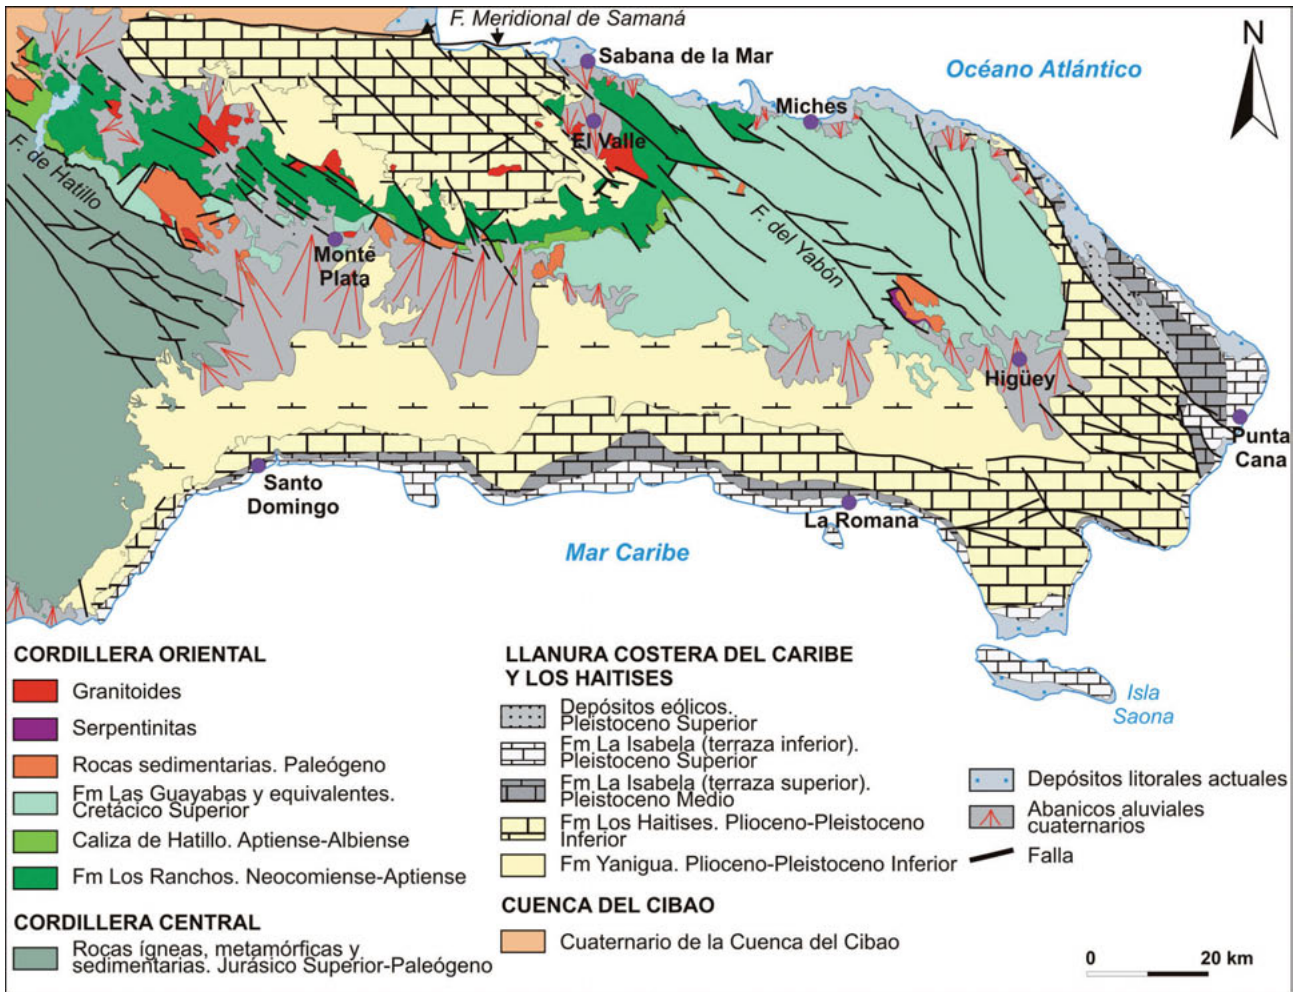 F. Meridional de Samaná
N
Sabana de la Mar
Océano Atlántico
Miches
El Valle
F. de Hatillo
F. del Yabón
Monte
Plata
Higüey
Punta
Cana
Santo
Domingo
La Romana
Mar Caribe
Isla
Saona
CORDILLERA ORIENTAL
Granitoides
Serpentinitas
Rocas sedimentarias. Paleógeno
Fm Las Guayabas y equivalentes.
Cretácico Superior
Caliza de Hatillo. Aptiense-Albiense
Fm Los Ranchos. Neocomiense-Aptiense
CORDILLERA CENTRAL
Rocas ígneas, metamórficas y
sedimentarias. Jurásico Superior-Paleógeno
LLANURA COSTERA DEL CARIBE
Y LOS HAITISES
Depósitos eólicos.
Pleistoceno Superior
Fm La Isabela (terraza inferior).
Pleistoceno Superior
Fm La Isabela (terraza superior).
Pleistoceno Medio
Fm Los Haitises. Plioceno-Pleistoceno
Inferior
Fm Yanigua. Plioceno-Pleistoceno Inferior
CUENCA DEL CIBAO
Cuaternario de la Cuenca del Cibao
Depósitos litorales actuales
Abanicos aluviales
cuaternarios
Falla
0 20 km